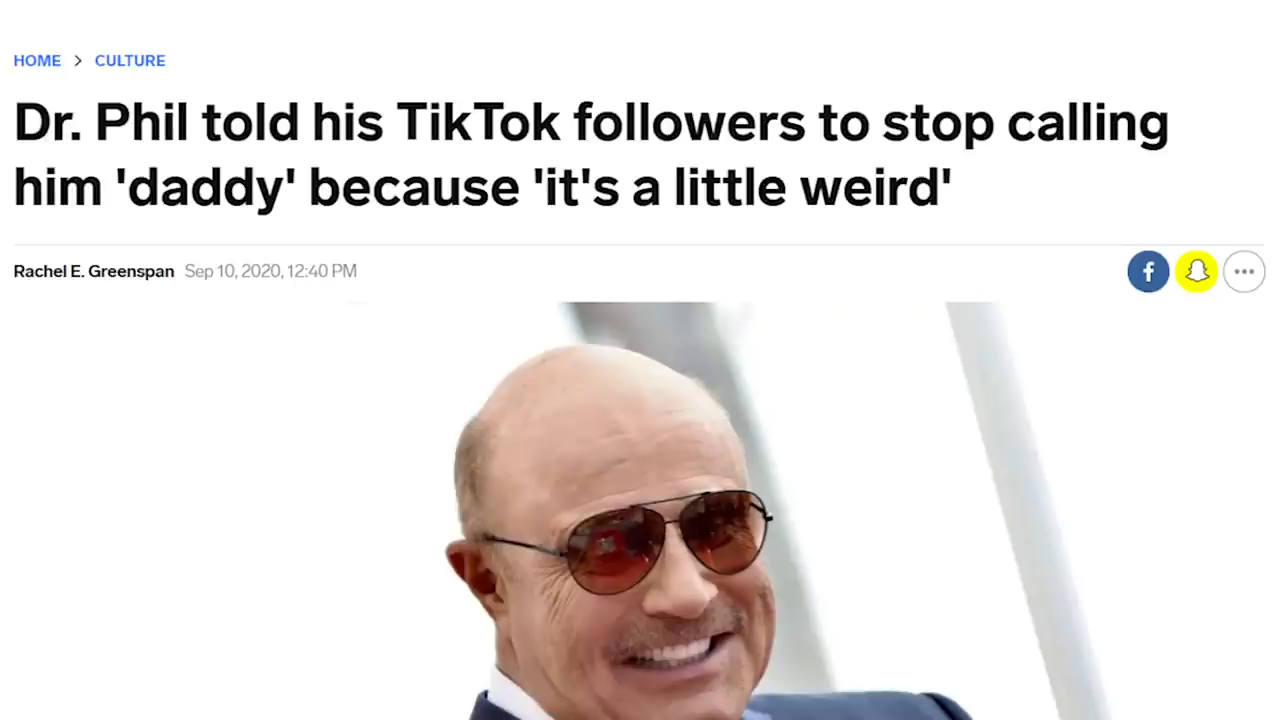 HOME > CULTURE
Dr. Phil told his TikTok followers to stop calling
him 'daddy' because 'it's a little weird'
Rachel E. Greenspan Sep 10, 2020, 12:40 PM